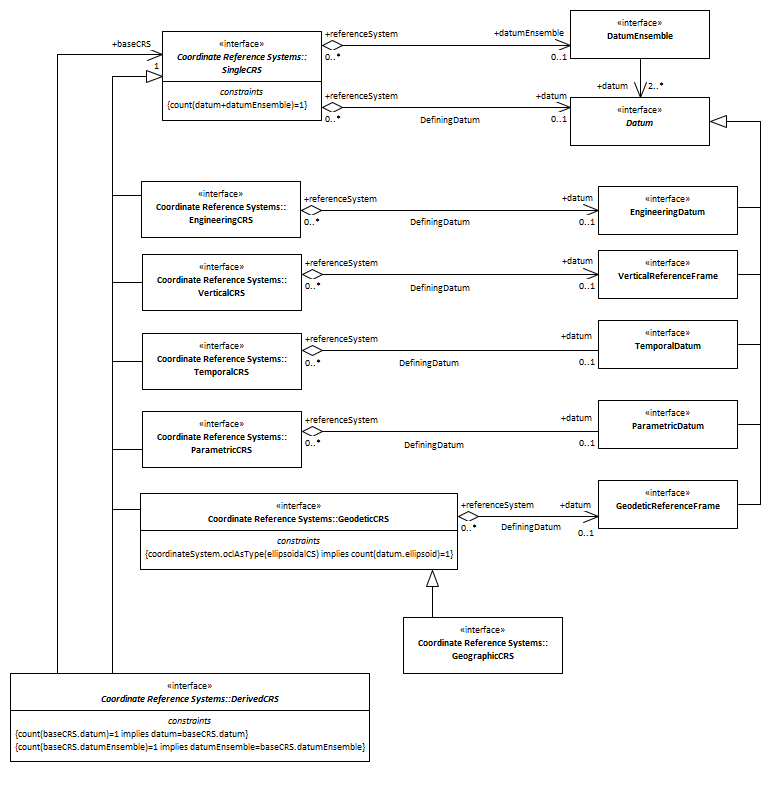 «interface»
Coordinate Reference Systems::
SingleCRS
constraints
{count(datum+datumEnsemble)=1}
+baseCRS
1
+referenceSystem
0..*
+datumEnsemble
0..1
«interface»
DatumEnsemble
+datum
2..*
+referenceSystem
0..*
DefiningDatum
+datum
0..1
«interface»
Datum
«interface»
Coordinate Reference Systems::
EngineeringCRS
+referenceSystem
0..*
DefiningDatum
+datum
0..1
«interface»
EngineeringDatum
«interface»
Coordinate Reference Systems::
VerticalCRS
+referenceSystem
0..*
DefiningDatum
+datum
0..1
«interface»
VerticalReferenceFrame
«interface»
Coordinate Reference Systems::
TemporalCRS
+referenceSystem
0..*
DefiningDatum
+datum
0..1
«interface»
TemporalDatum
«interface»
Coordinate Reference Systems::
ParametricCRS
+referenceSystem
0..*
DefiningDatum
+datum
0..1
«interface»
ParametricDatum
«interface»
Coordinate Reference Systems::GeodeticCRS
constraints
{coordinateSystem.oclAsType(ellipsoidalCS) implies count(datum.ellipsoid)=1}
+referenceSystem
0..*
DefiningDatum
+datum
0..1
«interface»
GeodeticReferenceFrame
«interface»
Coordinate Reference Systems::
GeographicCRS
«interface»
Coordinate Reference Systems::DerivedCRS
constraints
{count(baseCRS.datum)=1 implies datum=baseCRS.datum}
{count(baseCRS.datumEnsemble)=1 implies datumEnsemble=baseCRS.datumEnsemble}